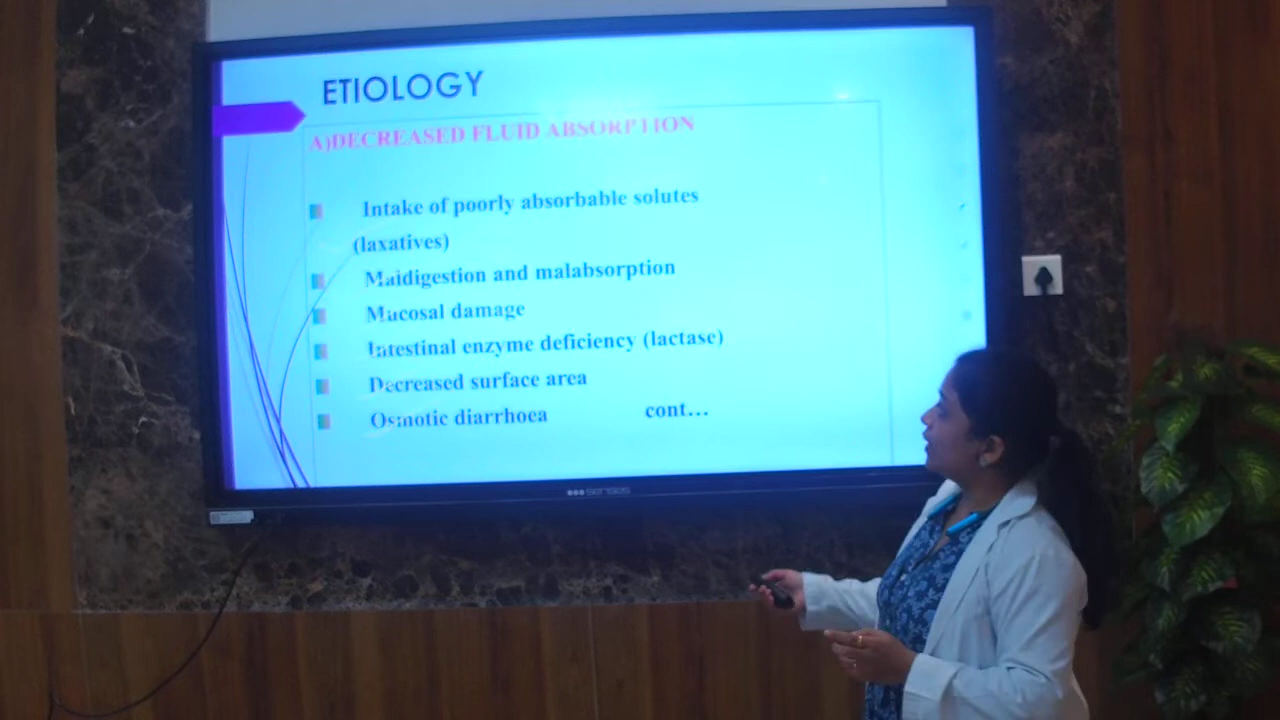 ETIOLOGY
A)DECREASED FLUID ABSORPTION
Intake of poorly absorbable solutes
(laxatives)
Maldigestion and malabsorption
Mucosal damage
Intestinal enzyme deficiency (lactase)
Decreased surface area
Osmotic diarrhoea cont...